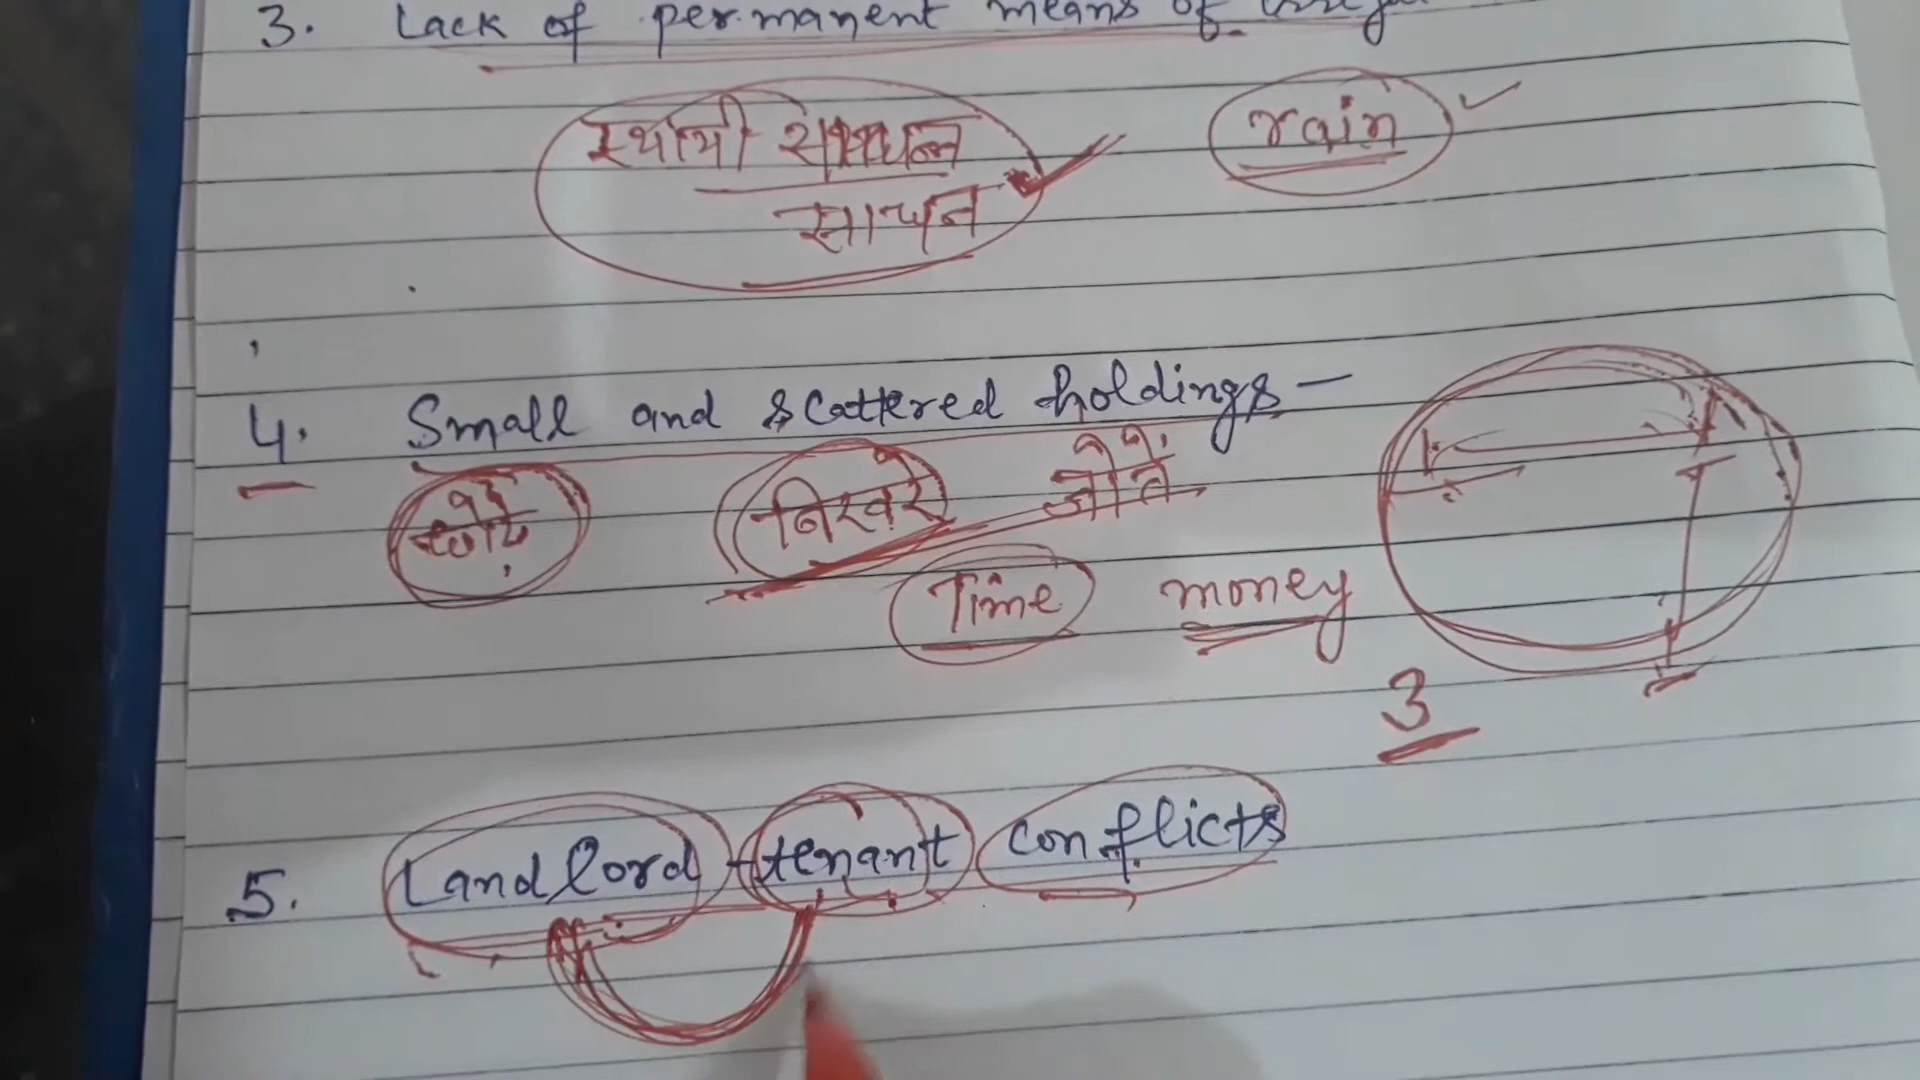 3. Lack of permanent means of
स्थायी
साधन
rain
4. Small and scattered holdings —
बिखरे जोतें
Time money
3
5. Landlord-tenant conflicts